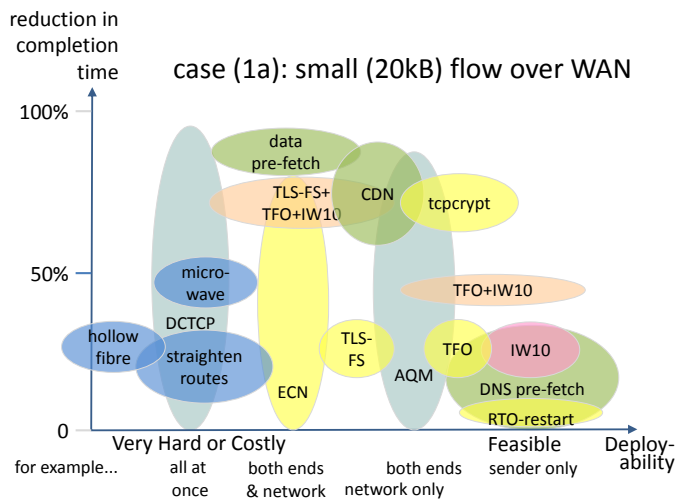 reduction in
completion
time
case (1a): small (20kB) flow over WAN
100%
data
pre-fetch
TLS-FS+
TFO+IW10
CDN
tcpcrypt
50%
micro-
wave
TFO+IW10
DCTCP
hollow
fibre
straighten
routes
TLS-
FS
TFO
IW10
ECN
AQM
DNS pre-fetch
RTO-restart
0
Very Hard or Costly
Feasible
Deploy-
ability
for example...
all at
once
both ends
& network
both ends
network only
sender only